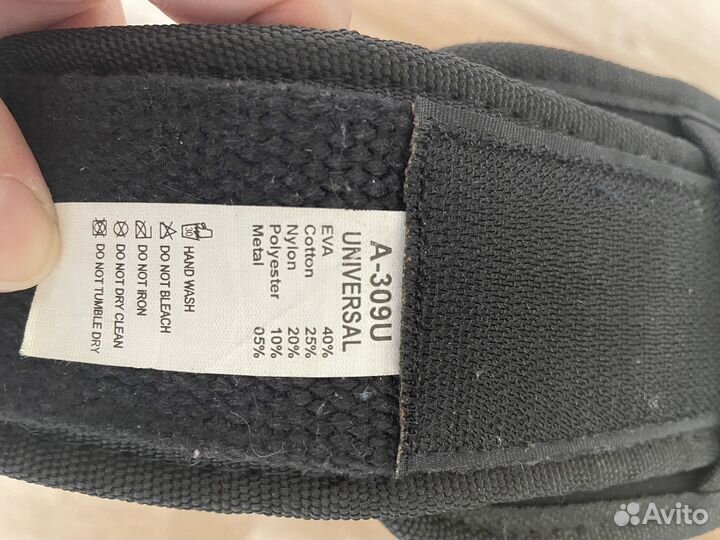 A-309U
UNIVERSAL
EVA 40%
Cotton 25%
Nylon 20%
Polyester 10%
Metal 05%
30 HAND WASH
DO NOT BLEACH
DO NOT IRON
DO NOT DRY CLEAN
DO NOT TUMBLE DRY
Avito